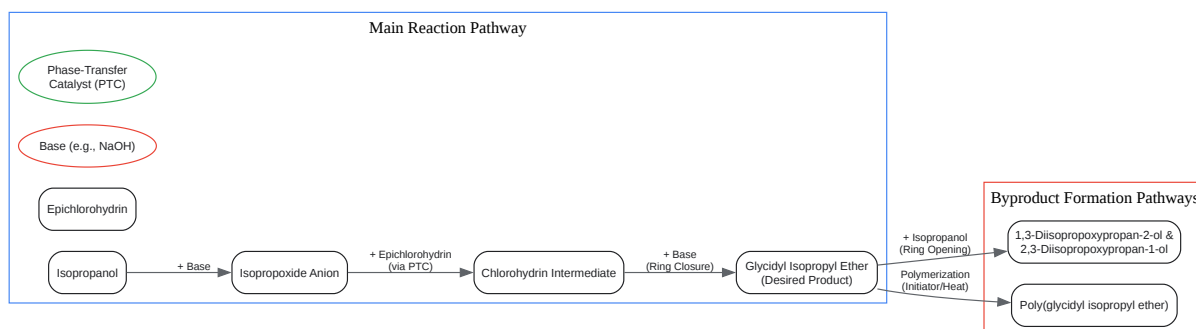 Main Reaction Pathway
Phase-Transfer
Catalyst (PTC)
Base (e.g., NaOH)
Epichlorohydrin
Isopropanol
+ Base
Isopropoxide Anion
+ Epichlorohydrin
(via PTC)
Chlorohydrin Intermediate
+ Base
(Ring Closure)
Glycidyl Isopropyl Ether
(Desired Product)
+ Isopropanol
(Ring Opening)
Polymerization
(Initiator/Heat)
Byproduct Formation Pathways
1,3-Diisopropoxypropan-2-ol &
2,3-Diisopropoxypropan-1-ol
Poly(glycidyl isopropyl ether)